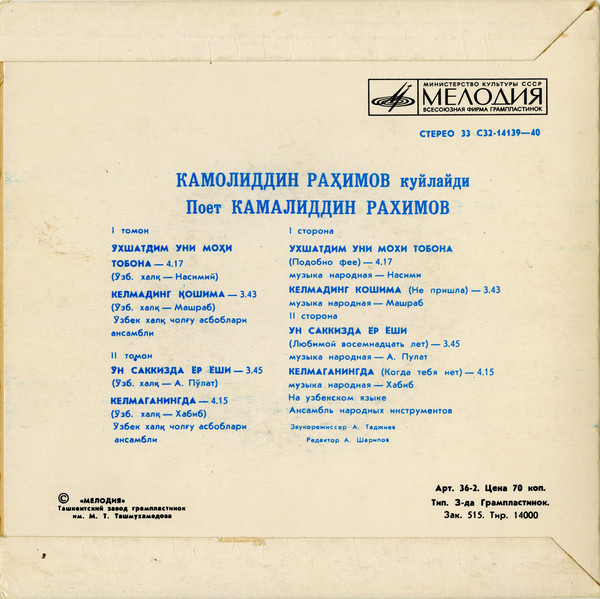 МИНИСТЕРСТВО КУЛЬТУРЫ СССР
МЕЛОДИЯ
ВСЕСОЮЗНАЯ ФИРМА ГРАМПЛАСТИНОК
СТЕРЕО 33 С32-14139—40
КАМОЛИДДИН РАҲИМОВ куйлайди
Поет КАМАЛИДДИН РАХИМОВ
I томон
ЎХШАТДИМ УНИ МОҲИ
ТОБОНА — 4.17
(Ўзб. халқ — Насимий)
КЕЛМАДИНГ ҚОШИМА — 3.43
(Ўзб. халқ — Машраб)
Ўзбек халқ чолғу асбоблари
ансамбли
II томон
ЎН САККИЗДА ЁР ЁШИ — 3.45
(Ўзб. халқ — А. Пўлат)
КЕЛМАГАНИНГДА — 4.15
(Ўзб. халқ — Хабиб)
Ўзбек халқ чолғу асбоблари
ансамбли
I сторона
УХШАТДИМ УНИ МОХИ ТОБОНА
(Подобно фее) — 4.17
музыка народная — Насими
КЕЛМАДИНГ КОШИМА (Не пришла) — 3.43
музыка народная — Машраб
II сторона
УН САККИЗДА ЁР ЁШИ
(Любимой восемнадцать лет) — 3.45
музыка народная — А. Пулат
КЕЛМАГАНИНГДА (Когда тебя нет) — 4.15
музыка народная — Хабиб
На узбекском языке
Ансамбль народных инструментов
Звукорежиссер А. Таджиев
Редактор А. Шарипов
© «МЕЛОДИЯ»
Ташкентский завод грампластинок
им. М. Т. Ташмухамедова
Арт. 36-2. Цена 70 коп.
Тип. З-да Грампластинок.
Зак. 515. Тир. 14000